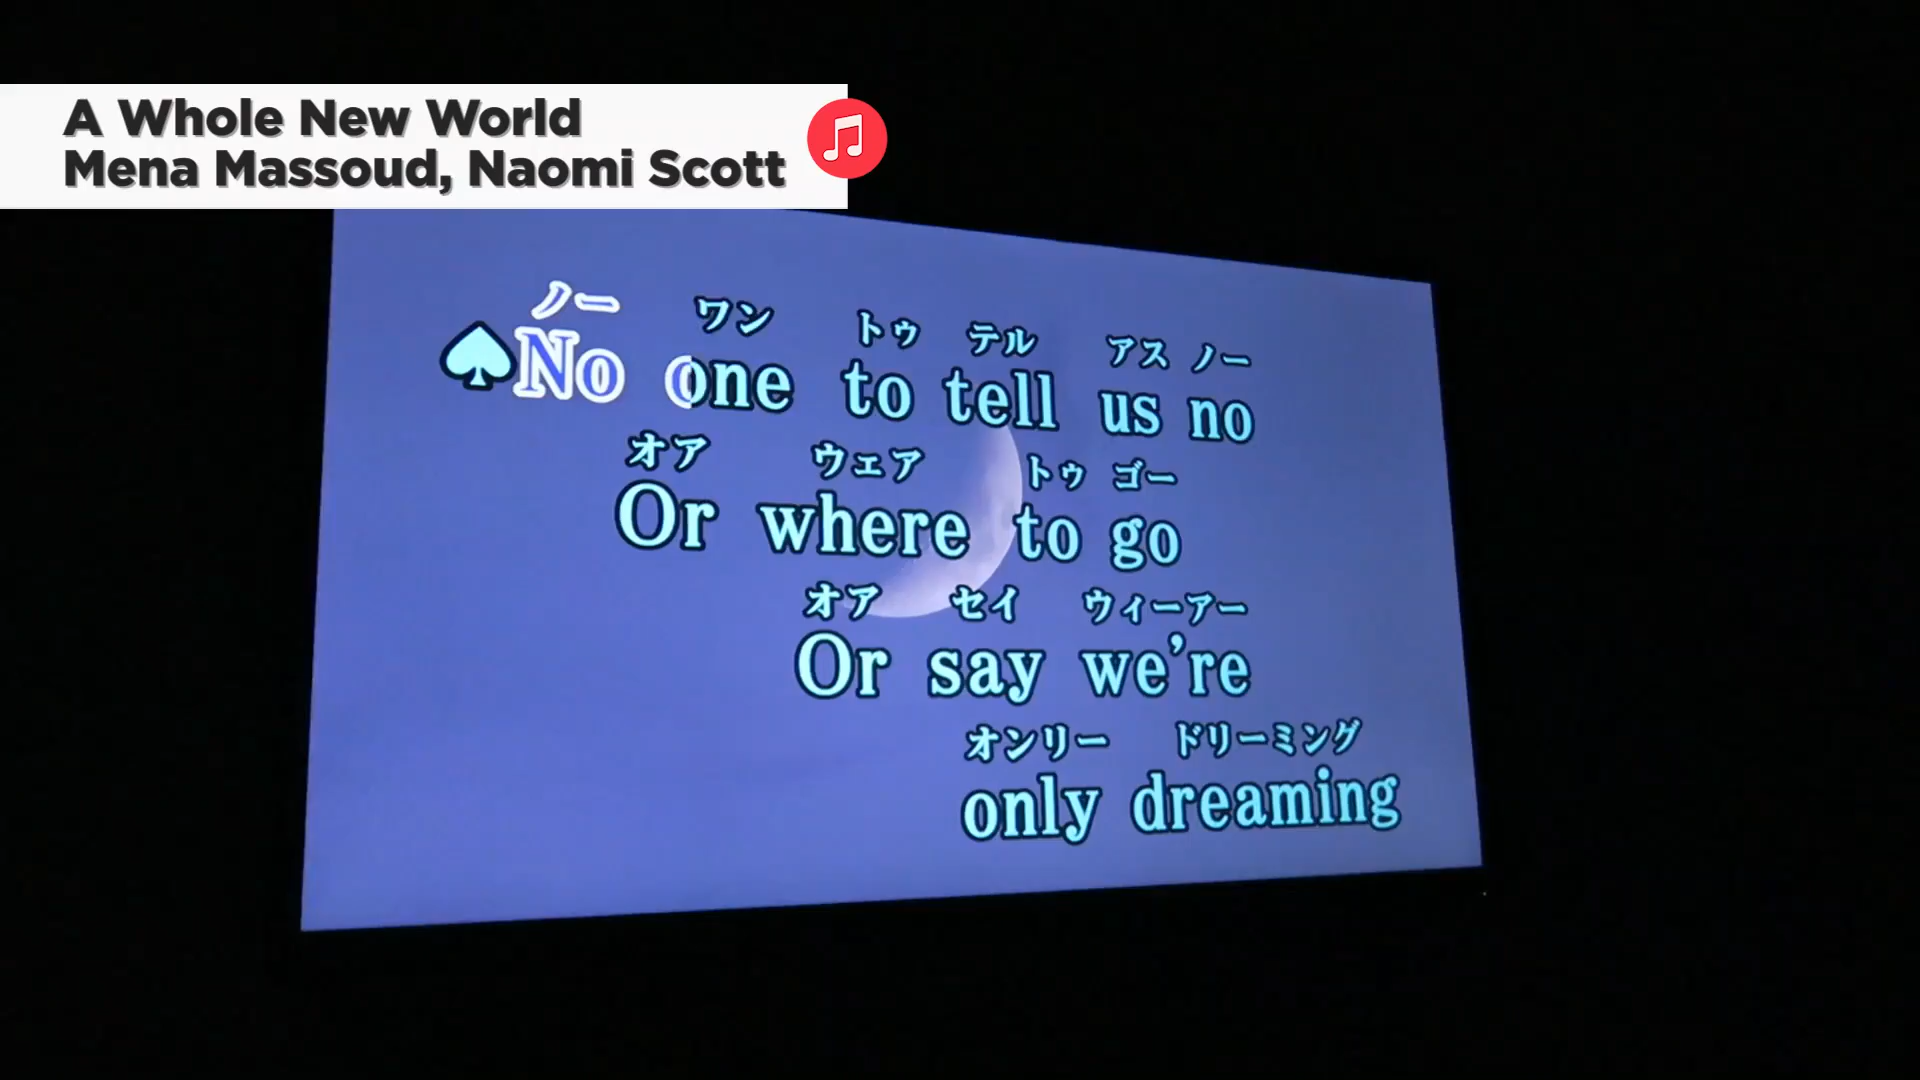 A Whole New World
Mena Massoud, Naomi Scott
ノー ワン トゥ テル アス ノー
♠No one to tell us no
オア ウェア トゥ ゴー
Or where to go
オア セイ ウィーアー
Or say we're
オンリー ドリーミング
only dreaming